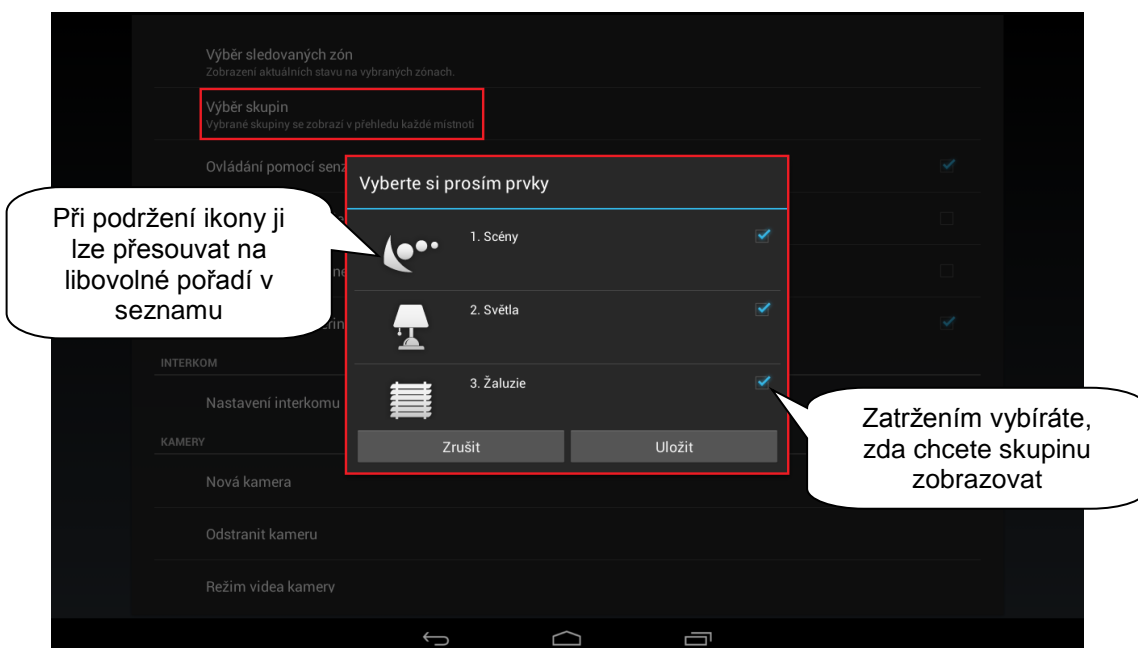 Výběr sledovaných zón
Zobrazení aktuálních stavu na vybraných zónách.
Výběr skupin
Vybrané skupiny se zobrazí v přehledu každé místnoti
Ovládání pomocí senz
Vyberte si prosím prvky
1. Scény
2. Světla
3. Žaluzie
Zrušit
Uložit
Při podržení ikony ji
lze přesouvat na
libovolné pořadí v
seznamu
Zatržením vybíráte,
zda chcete skupinu
zobrazovat
INTERKOM
Nastavení interkomu
KAMERY
Nová kamera
Odstranit kameru
Režim videa kamery